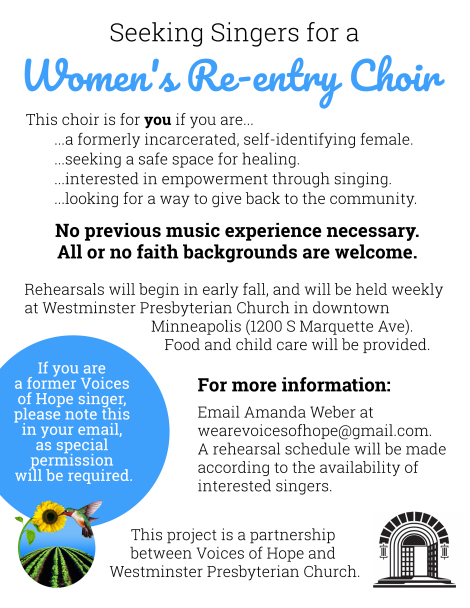 Seeking Singers for a
Women's Re-entry Choir
This choir is for you if you are...
...a formerly incarcerated, self-identifying female.
...seeking a safe space for healing.
...interested in empowerment through singing.
...looking for a way to give back to the community.
No previous music experience necessary.
All or no faith backgrounds are welcome.
Rehearsals will begin in early fall, and will be held weekly
at Westminster Presbyterian Church in downtown
Minneapolis (1200 S Marquette Ave).
Food and child care will be provided.
If you are
a former Voices
of Hope singer,
please note this
in your email,
as special
permission
will be required.
For more information:
Email Amanda Weber at
wearevoicesofhope@gmail.com.
A rehearsal schedule will be made
according to the availability of
interested singers.
This project is a partnership
between Voices of Hope and
Westminster Presbyterian Church.